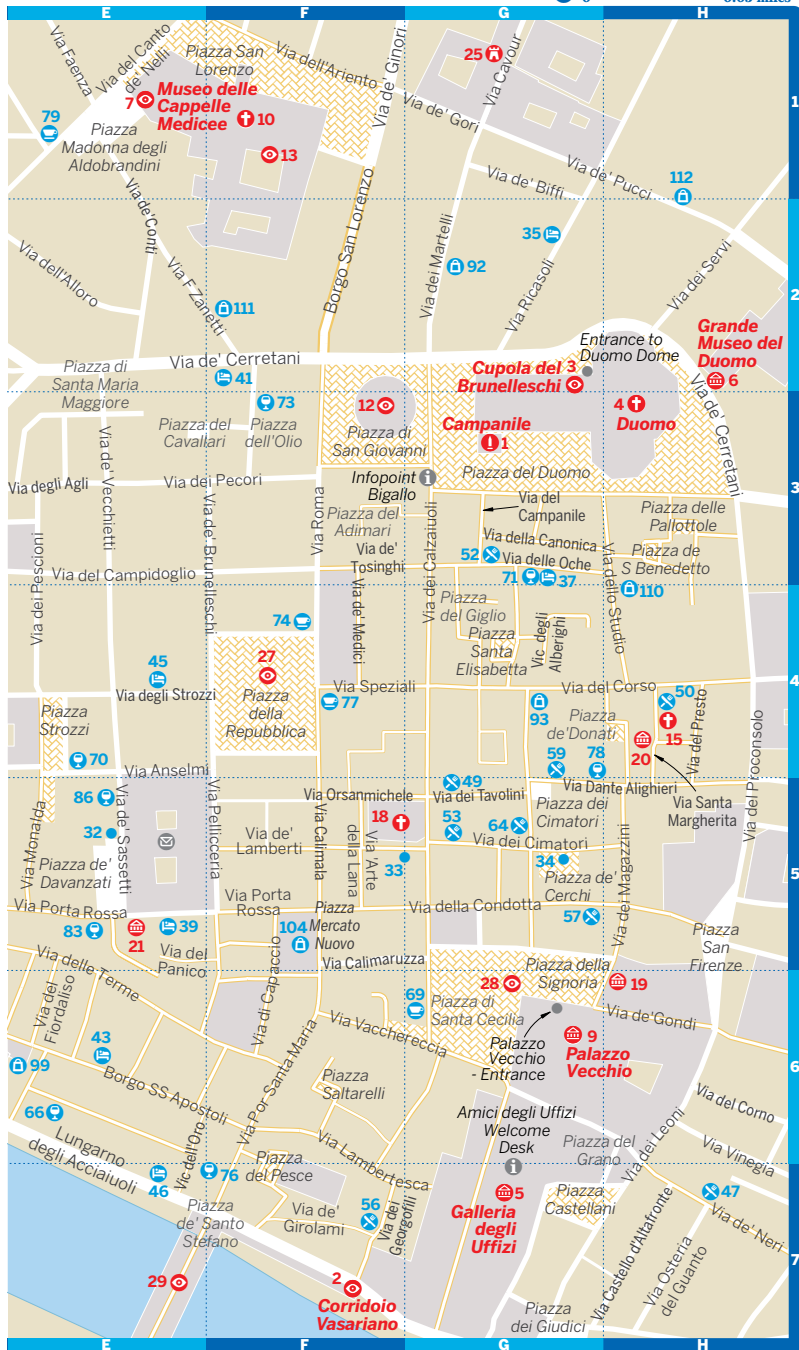 0
0.05 miles
E
F
G
H
Via Faenza
Via del Canto
de' Nelli
Piazza San
Lorenzo
Via dell'Ariento
Via de' Ginori
25
Via Cavour
1
7
Museo delle
Cappelle
Medicee
10
13
79
Piazza
Madonna degli
Aldobrandini
Via de' Gori
Via de' Pucci
112
Via de' Biffi
Via de'Conti
Borgo San Lorenzo
Via dei Martelli
35
92
Via Ricasoli
Via dei Servi
Via dell'Alloro
Via F Zanetti
111
2
Via de' Cerretani
Entrance to
Duomo Dome
Grande
Museo del
Duomo
6
Piazza di
Santa Maria
Maggiore
41
73
Cupola del
Brunelleschi
3
12
4
Duomo
Via de' Cerretani
Piazza del
Cavallari
Piazza
dell'Olio
Piazza di
San Giovanni
Campanile
1
Via degli Agli
Via de' Vecchietti
Via dei Pecori
Infopoint
Bigallo
Piazza del Duomo
3
Via dei Pescioni
Via de' Brunelleschi
Via Roma
Piazza del
Adimari
Via de'
Tosinghi
Via dei Calzaiuoli
Via del
Campanile
Piazza delle
Pallottole
Via della Canonica
52
Via delle Oche
Piazza de
S Benedetto
Via del Campidoglio
71
37
110
Via dello Studio
74
Via de' Medici
Piazza
del Giglio
Piazza
Santa
Elisabetta
Vic. degli
Alberighi
45
27
4
Via degli Strozzi
Piazza
della
Repubblica
Via Speziali
77
Via del Corso
50
Piazza
Strozzi
93
Piazza
de'Donati
15
20
Via del Presto
Via del Proconsolo
70
Via Anselmi
59
78
86
49
Via Dante Alighieri
Via Santa
Margherita
Via Orsanmichele
Via dei Tavolini
Piazza dei
Cimatori
Via Monalda
32
Via de' Sassetti
Via Pellicceria
Via de'
Lamberti
Via Calimala
Via 'Arte
della Lana
18
33
53
64
Via dei Cimatori
34
Via dei Magazzini
Piazza de'
Davanzati
Piazza de'
Cerchi
5
Via Porta Rossa
Via Porta
Rossa
Via della Condotta
57
83
21
39
Via del
Panico
104
Piazza
Mercato
Nuovo
Via Calimaruzza
Piazza
San
Firenze
Via delle Terme
Via di Capaccio
28
Piazza della
Signoria
19
Via del
Fiordaliso
69
Piazza di
Santa Cecilia
Via de'Gondi
43
Via Vacchereccia
Palazzo
Vecchio
- Entrance
9
Palazzo
Vecchio
99
Borgo SS Apostoli
Via Por Santa Maria
Piazza
Saltarelli
6
66
Lungarno
degli Acciaiuoli
Vic dell'Oro
Via Lambertesca
Amici degli Uffizi
Welcome
Desk
Piazza del
Grano
Via dei Leoni
Via del Corno
Via Vinegia
46
76
Piazza
del Pesce
5
Galleria
degli
Uffizi
Piazza
Castellani
47
Via de' Neri
Piazza
de' Santo
Stefano
Via de'
Girolami
56
Via dei
Georgofili
Via Castello d'Altafronte
Via Osteria
del Guanto
7
29
2
Corridoio
Vasariano
Piazza
dei Giudici
E
F
G
H